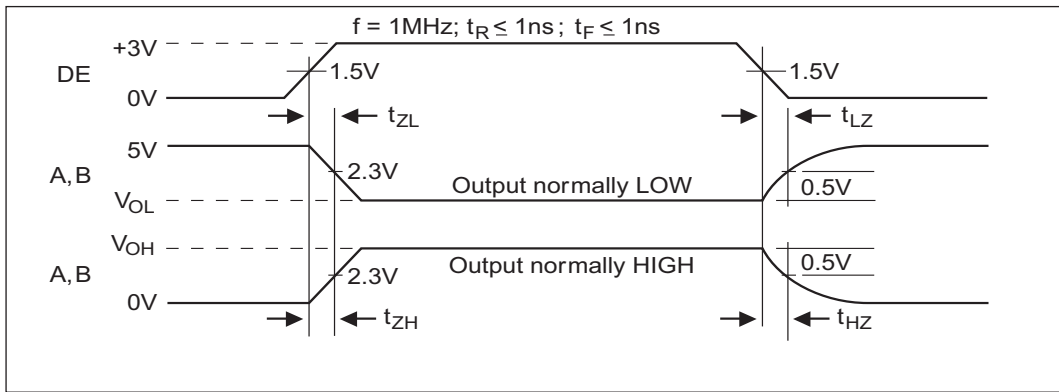 f = 1MHz; tR ≤ 1ns; tF ≤ 1ns
+3V
DE
1.5V
1.5V
0V
tZL
tLZ
5V
A,B
2.3V
Output normally LOW
0.5V
VOL
VOH
A,B
2.3V
Output normally HIGH
0.5V
0V
tZH
tHZ